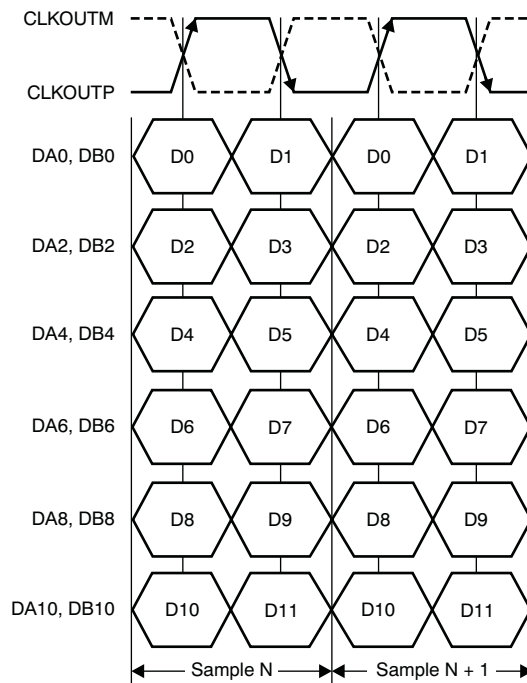 CLKOUTM
CLKOUTP
DA0, DB0 D0 D1 D0 D1
DA2, DB2 D2 D3 D2 D3
DA4, DB4 D4 D5 D4 D5
DA6, DB6 D6 D7 D6 D7
DA8, DB8 D8 D9 D8 D9
DA10, DB10 D10 D11 D10 D11
Sample N Sample N + 1